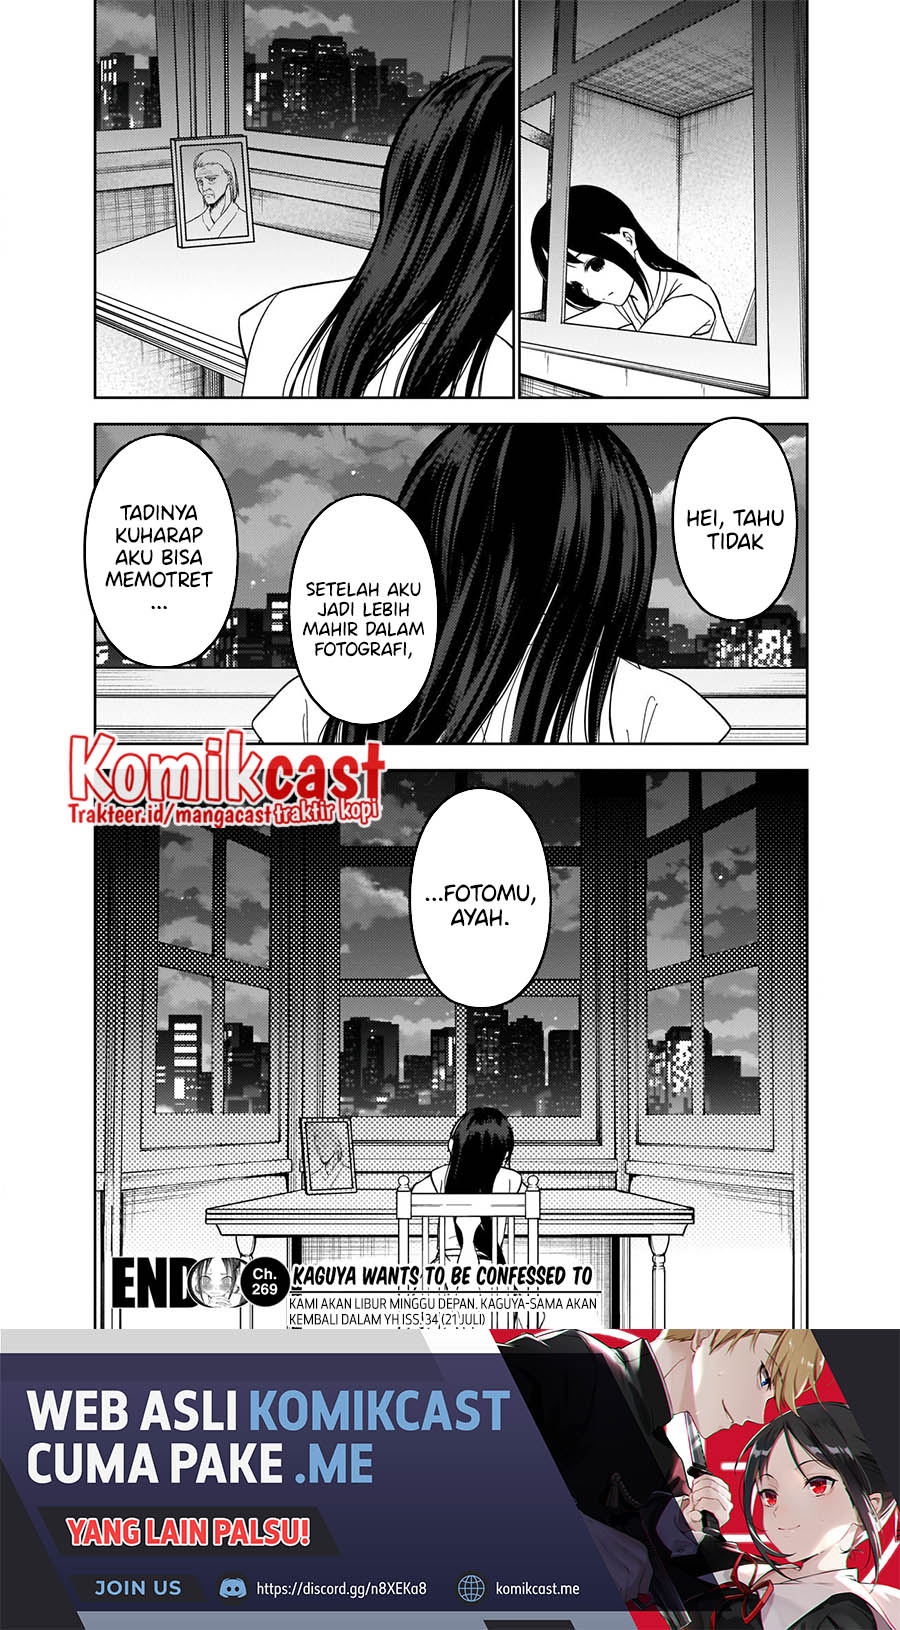 HEI, TAHU
TIDAK
SETELAH AKU
JADI LEBIH
MAHIR DALAM
FOTOGRAFI,
TADINYA
KUHARAP
AKU BISA
MEMOTRET
...
Komikcast
Trakteer.id/mangacast traktir kopi
...FOTOMU,
AYAH.
END
Ch.
269
KAGUYA WANTS TO BE CONFESSED TO
KAMI AKAN LIBUR MINGGU DEPAN. KAGUYA-SAMA AKAN
KEMBALI DALAM YH ISS. 34 (21 JULI)
WEB ASLI KOMIKCAST
CUMA PAKE .ME
YANG LAIN PALSU!
JOIN US
https://discord.gg/n8XEKa8
komikcast.me